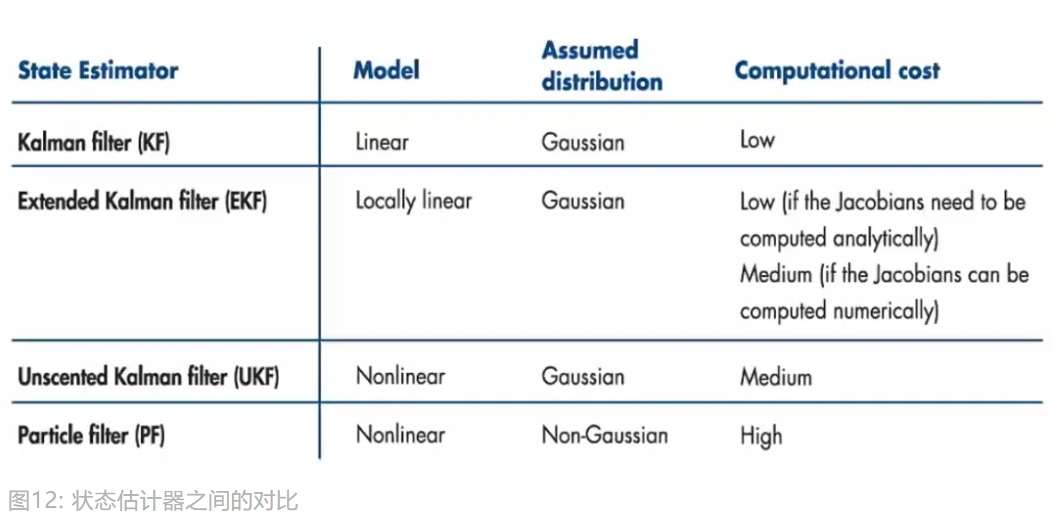 State Estimator Model Assumed distribution Computational cost
Kalman filter (KF) Linear Gaussian Low
Extended Kalman filter (EKF) Locally linear Gaussian Low (if the Jacobians need to be
computed analytically)
Medium (if the Jacobians can be
computed numerically)
Unscented Kalman filter (UKF) Nonlinear Gaussian Medium
Particle filter (PF) Nonlinear Non-Gaussian High
图12: 状态估计器之间的对比